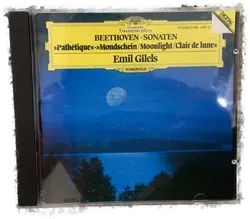 BEETHOVEN · SONATEN
»Pathétique«·»Mondschein/Moonlight/Clair de lune«
Emil Gilels